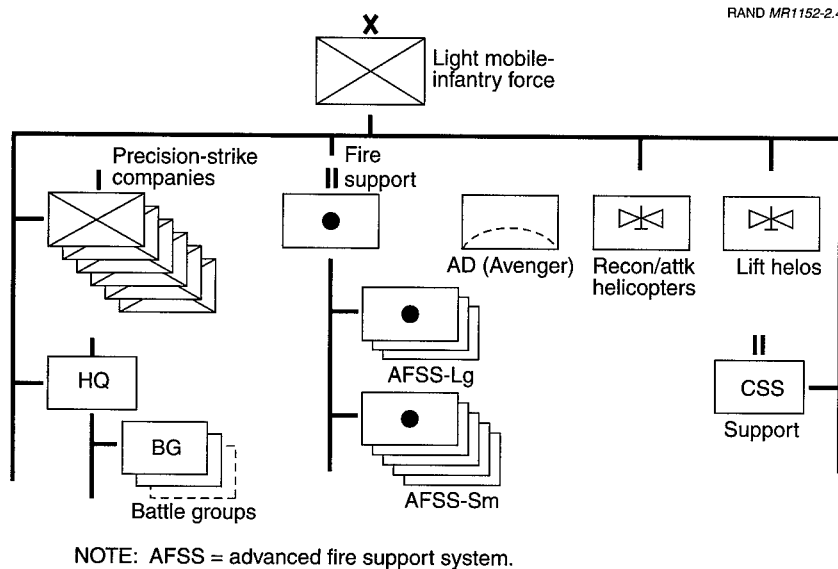 RAND MR1152-2.4
X
Light mobile-
infantry force
Precision-strike
companies
I
Fire
support
II
AD (Avenger)
Recon/attk
helicopters
Lift helos
AFSS-Lg
HQ
II
CSS
Support
AFSS-Sm
BG
Battle groups
NOTE: AFSS = advanced fire support system.